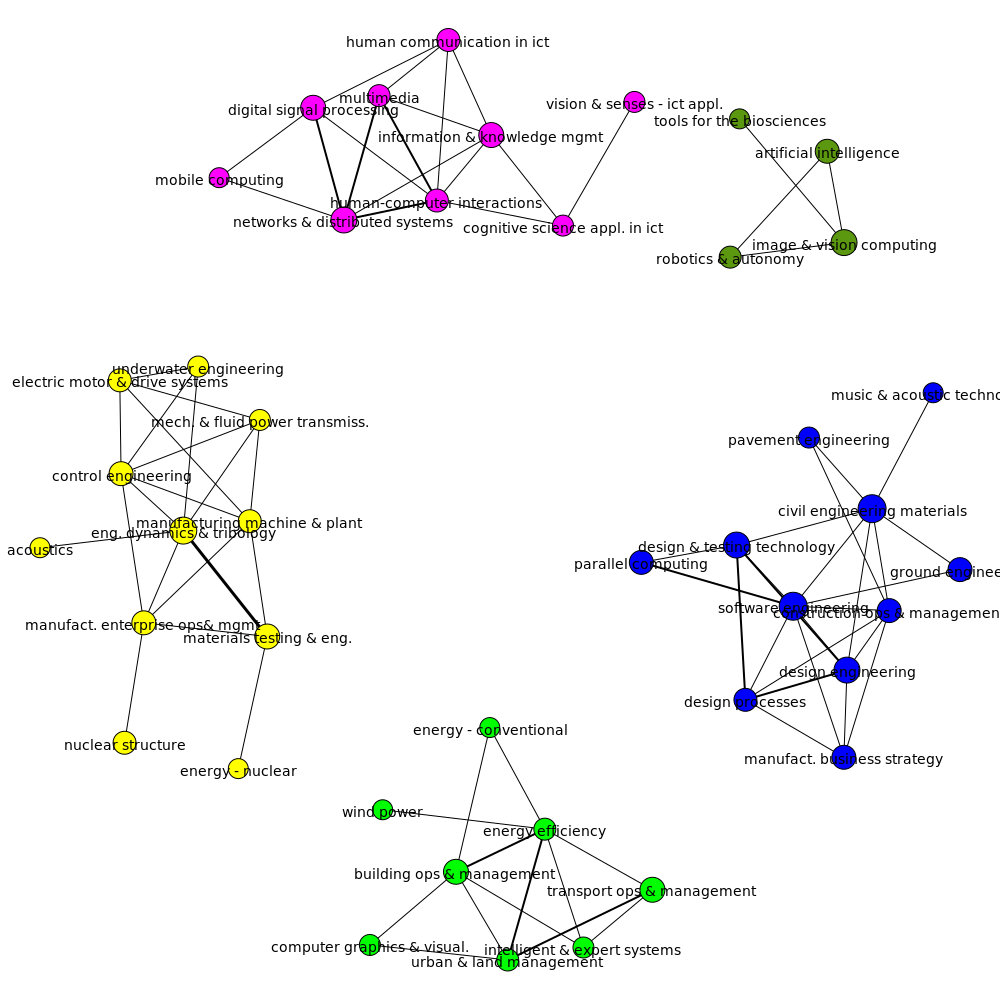 human communication in ict
multimedia
digital signal processing
vision & senses - ict appl.
tools for the biosciences
information & knowledge mgmt
artificial intelligence
mobile computing
human-computer interactions
networks & distributed systems
cognitive science appl. in ict
image & vision computing
robotics & autonomy
underwater engineering
electric motor & drive systems
music & acoustic techno
mech. & fluid power transmiss.
pavement engineering
control engineering
civil engineering materials
manufacturing machine & plant
eng. dynamics & tribology
acoustics
design & testing technology
parallel computing
ground enginee
software engineering
construction ops & management
manufact. enterprise ops& mgmt
materials testing & eng.
design engineering
design processes
energy - conventional
nuclear structure
manufact. business strategy
energy - nuclear
wind power
energy efficiency
building ops & management
transport ops & management
computer graphics & visual.
intelligent & expert systems
urban & land management